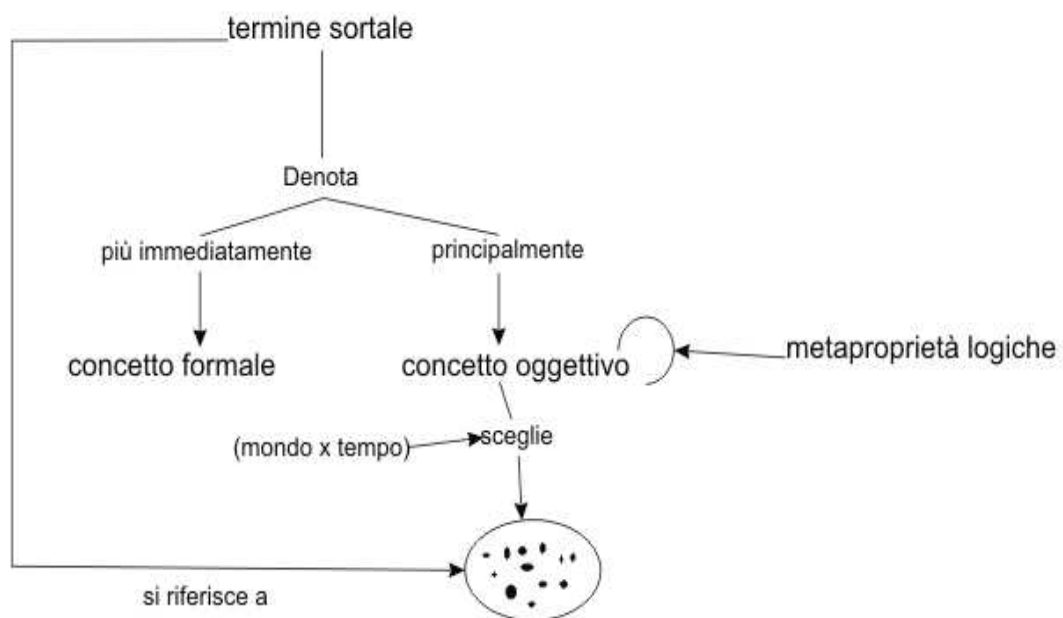 termine sortale
Denota
più immediatamente
principalmente
concetto formale
concetto oggettivo
metaproprietà logiche
(mondo x tempo)
sceglie
si riferisce a